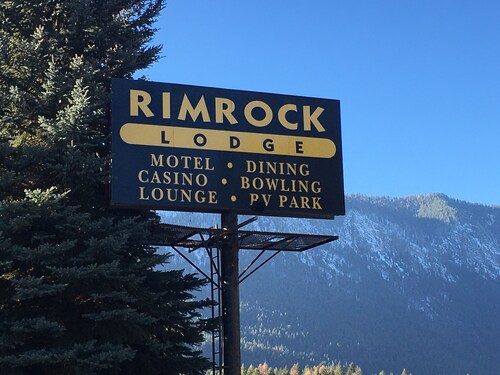 RIMROCK
LODGE
MOTEL • DINING
CASINO • BOWLING
LOUNGE • PV PARK